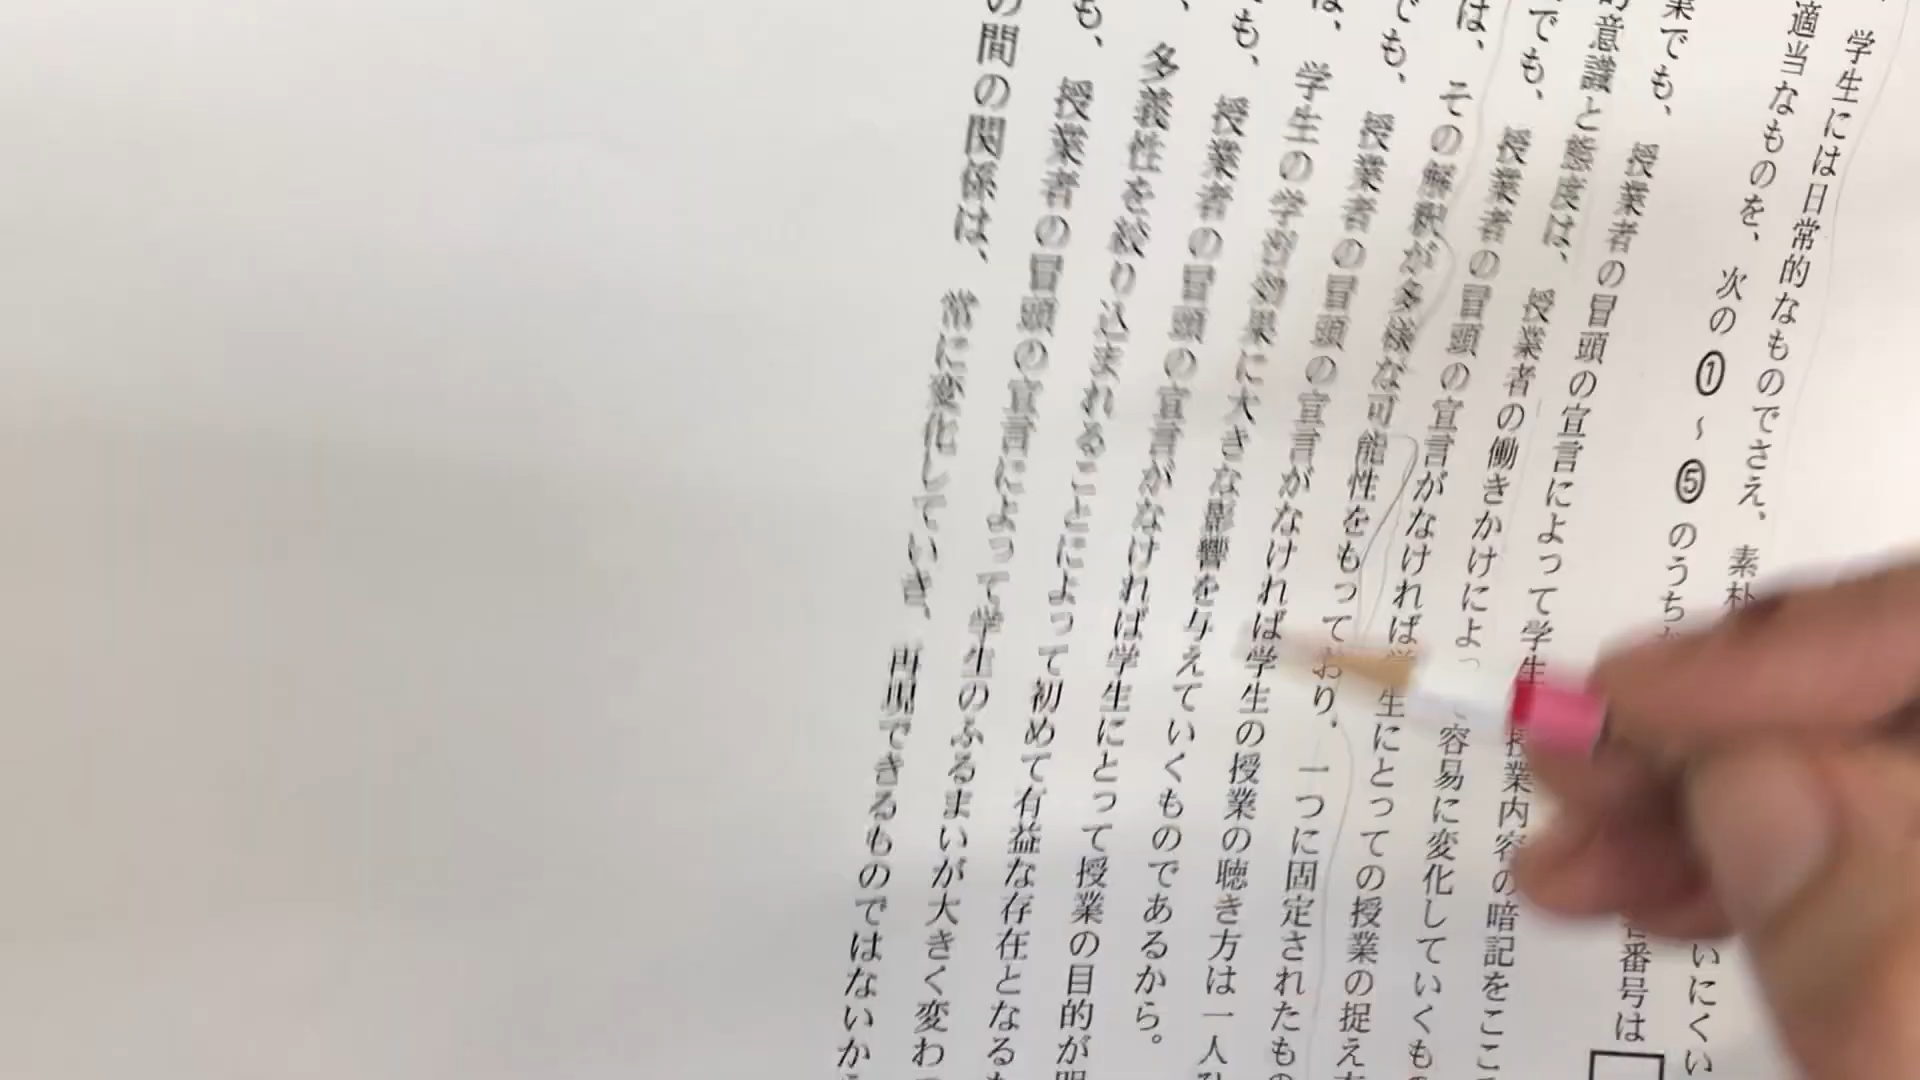 学生には日常的なものでさえ、素朴
適当なものを、次の①～⑤のうちか いにくい
業でも、授業者の冒頭の宣言によって学生 授業内容の暗記をここ 番号は
的意識と態度は、授業者の働きかけによって容易に変化していくもの
でも、授業者の冒頭の宣言がなければ学生にとっての授業の捉え方
は、その解釈が多様な可能性をもっており、一つに固定されたもの
でも、授業者の冒頭の宣言がなければ学生の授業の聴き方は一人
は、学生の学習効果に大きな影響を与えていくものであるから。
も、授業者の冒頭の宣言がなければ学生にとって授業の目的が明
、多義性を絞り込まれることによって初めて有益な存在となるも
も、授業者の冒頭の宣言によって学生のふるまいが大きく変わ
の間の関係は、常に変化していき、再現できるものではないから